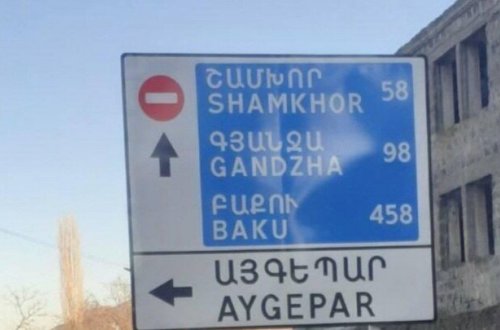 ՇԱՄԽՈՐ
SHAMKHOR 58
ԳՅԱՆՋԱ
GANDZHA 98
ԲԱՔՈՒ
BAKU 458
ԱՅԳԵՊԱՐ
AYGEPAR